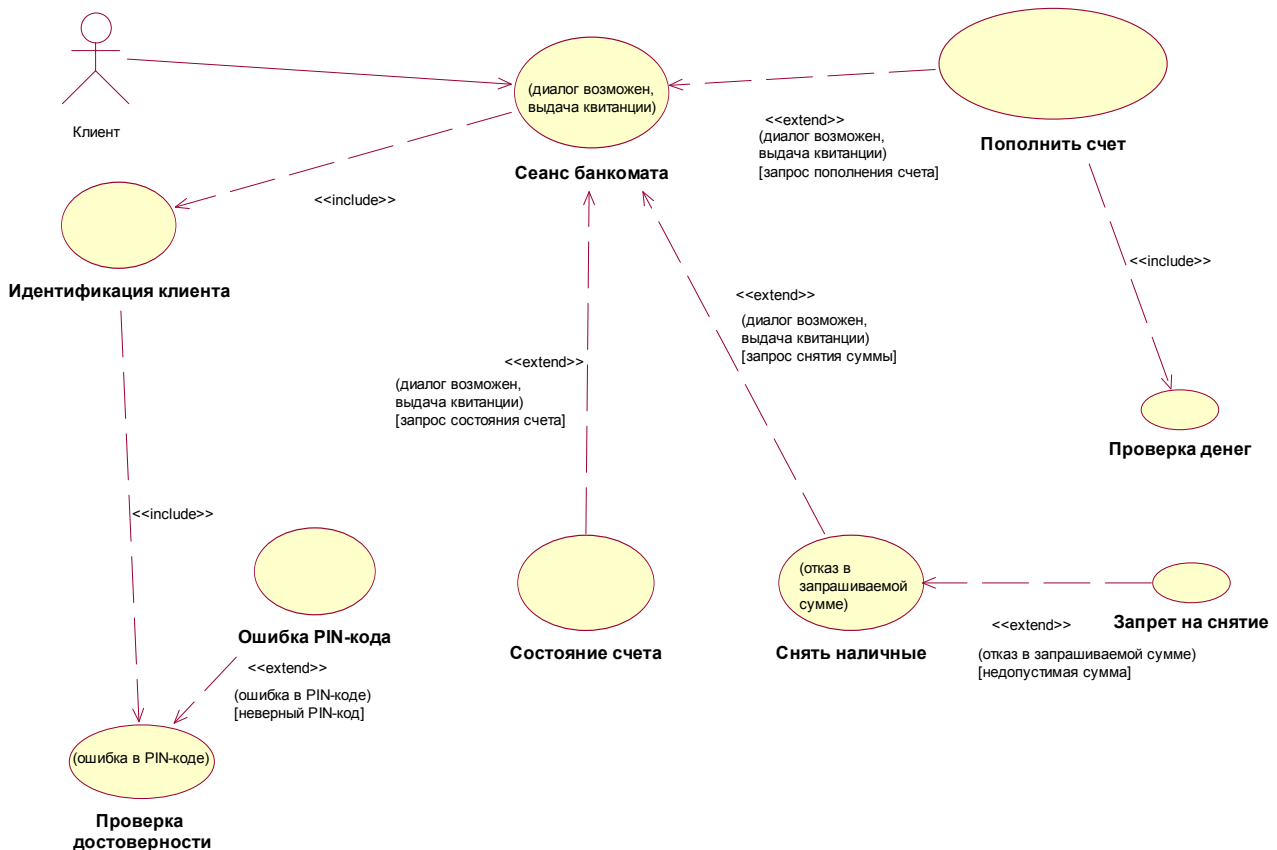 Клиент
(диалог возможен,
выдача квитанции)
Сеанс банкомата
<<extend>>
(диалог возможен,
выдача квитанции)
[запрос пополнения счета]
Пополнить счет
<<include>>
Идентификация клиента
<<include>>
<<extend>>
(диалог возможен,
выдача квитанции)
[запрос снятия суммы]
<<extend>>
(диалог возможен,
выдача квитанции)
[запрос состояния счета]
Проверка денег
<<include>>
Ошибка PIN-кода
<<extend>>
(ошибка в PIN-коде)
[неверный PIN-код]
Состояние счета
(отказ в
запрашиваемой
сумме)
Снять наличные
<<extend>>
(отказ в запрашиваемой сумме)
[недопустимая сумма]
Запрет на снятие
(ошибка в PIN-коде)
Проверка
достоверности